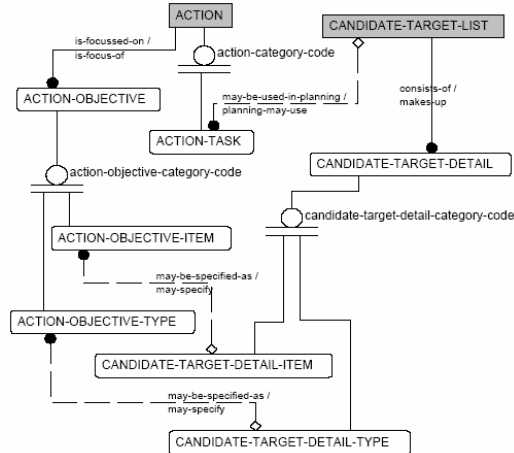 ACTION
CANDIDATE-TARGET-LIST
is-focussed-on /
is-focus-of
action-category-code
ACTION-OBJECTIVE
may-be-used-in-planning /
planning-may-use
consists-of /
makes-up
ACTION-TASK
CANDIDATE-TARGET-DETAIL
action-objective-category-code
candidate-target-detail-category-code
ACTION-OBJECTIVE-ITEM
may-be-specified-as /
may-specify
ACTION-OBJECTIVE-TYPE
CANDIDATE-TARGET-DETAIL-ITEM
may-be-specified-as /
may-specify
CANDIDATE-TARGET-DETAIL-TYPE